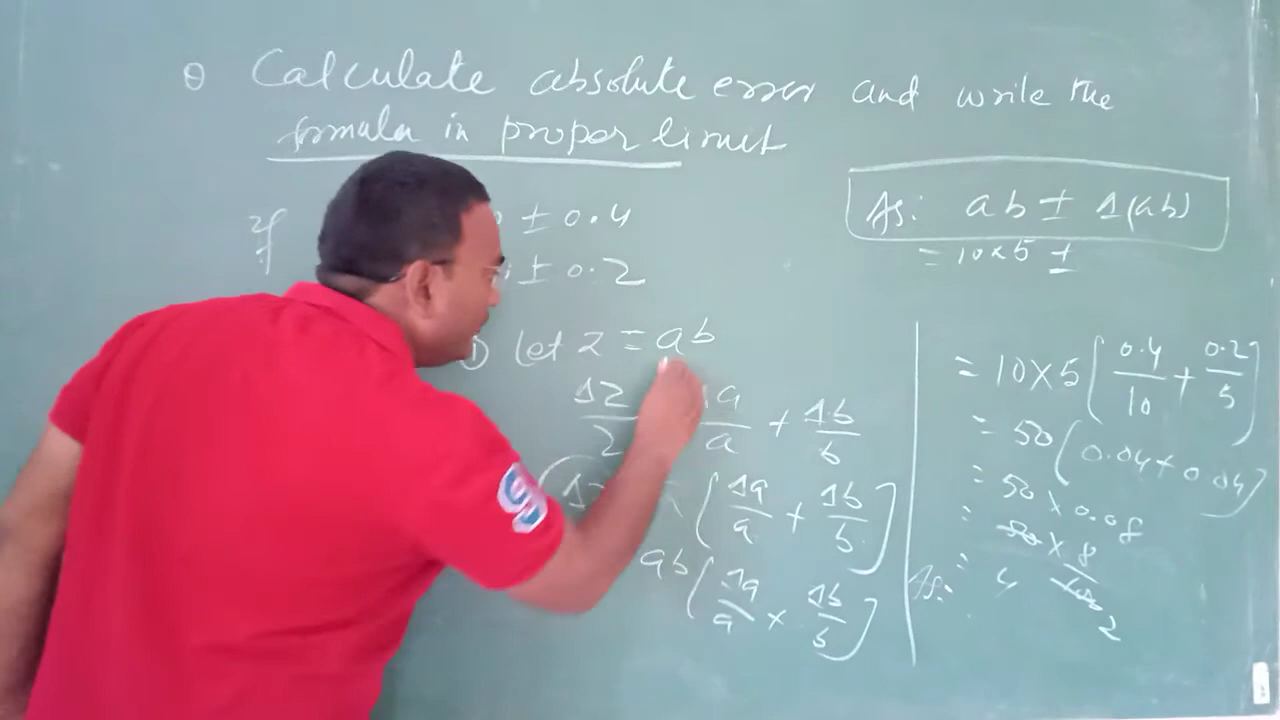 Θ Calculate absolute error and write the
formula in proper limit
If ± 0.4
± 0.2
1) let Z = ab
ΔZ/Z Δa/a + Δb/b
(Δa/a + Δb/b)
ab (Δa/a × Δb/b)
As: ab ± Δ(ab)
= 10×5 ±
= 10×5 (0.4/10 + 0.2/5)
= 50 (0.04 + 0.04)
= 50 × 0.08
= 50 × 8/100
As: = 4
2